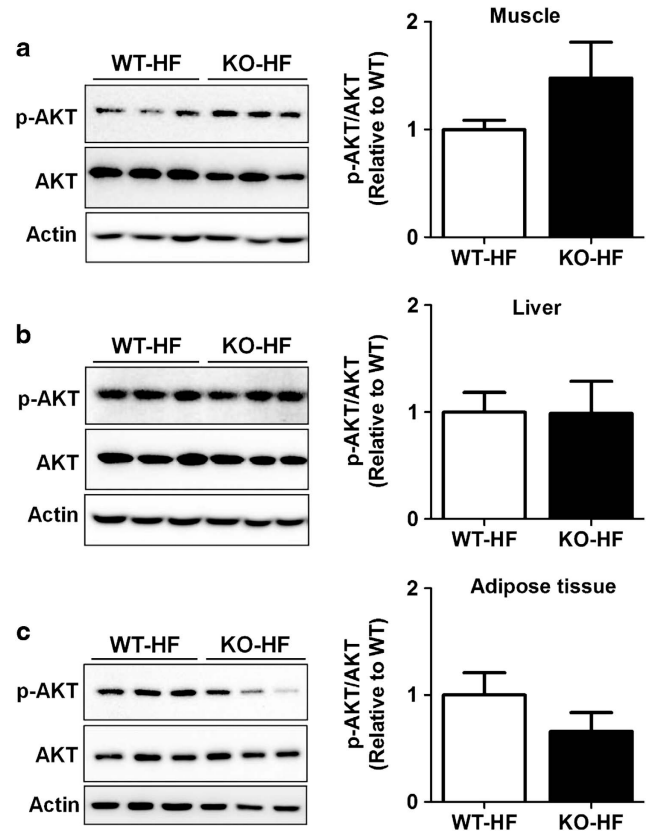 a
WT-HF KO-HF
p-AKT
AKT
Actin
Muscle
p-AKT/AKT
(Relative to WT)
2
1
0
WT-HF KO-HF
b
WT-HF KO-HF
p-AKT
AKT
Actin
Liver
p-AKT/AKT
(Relative to WT)
2
1
0
WT-HF KO-HF
c
WT-HF KO-HF
p-AKT
AKT
Actin
Adipose tissue
p-AKT/AKT
(Relative to WT)
2
1
0
WT-HF KO-HF